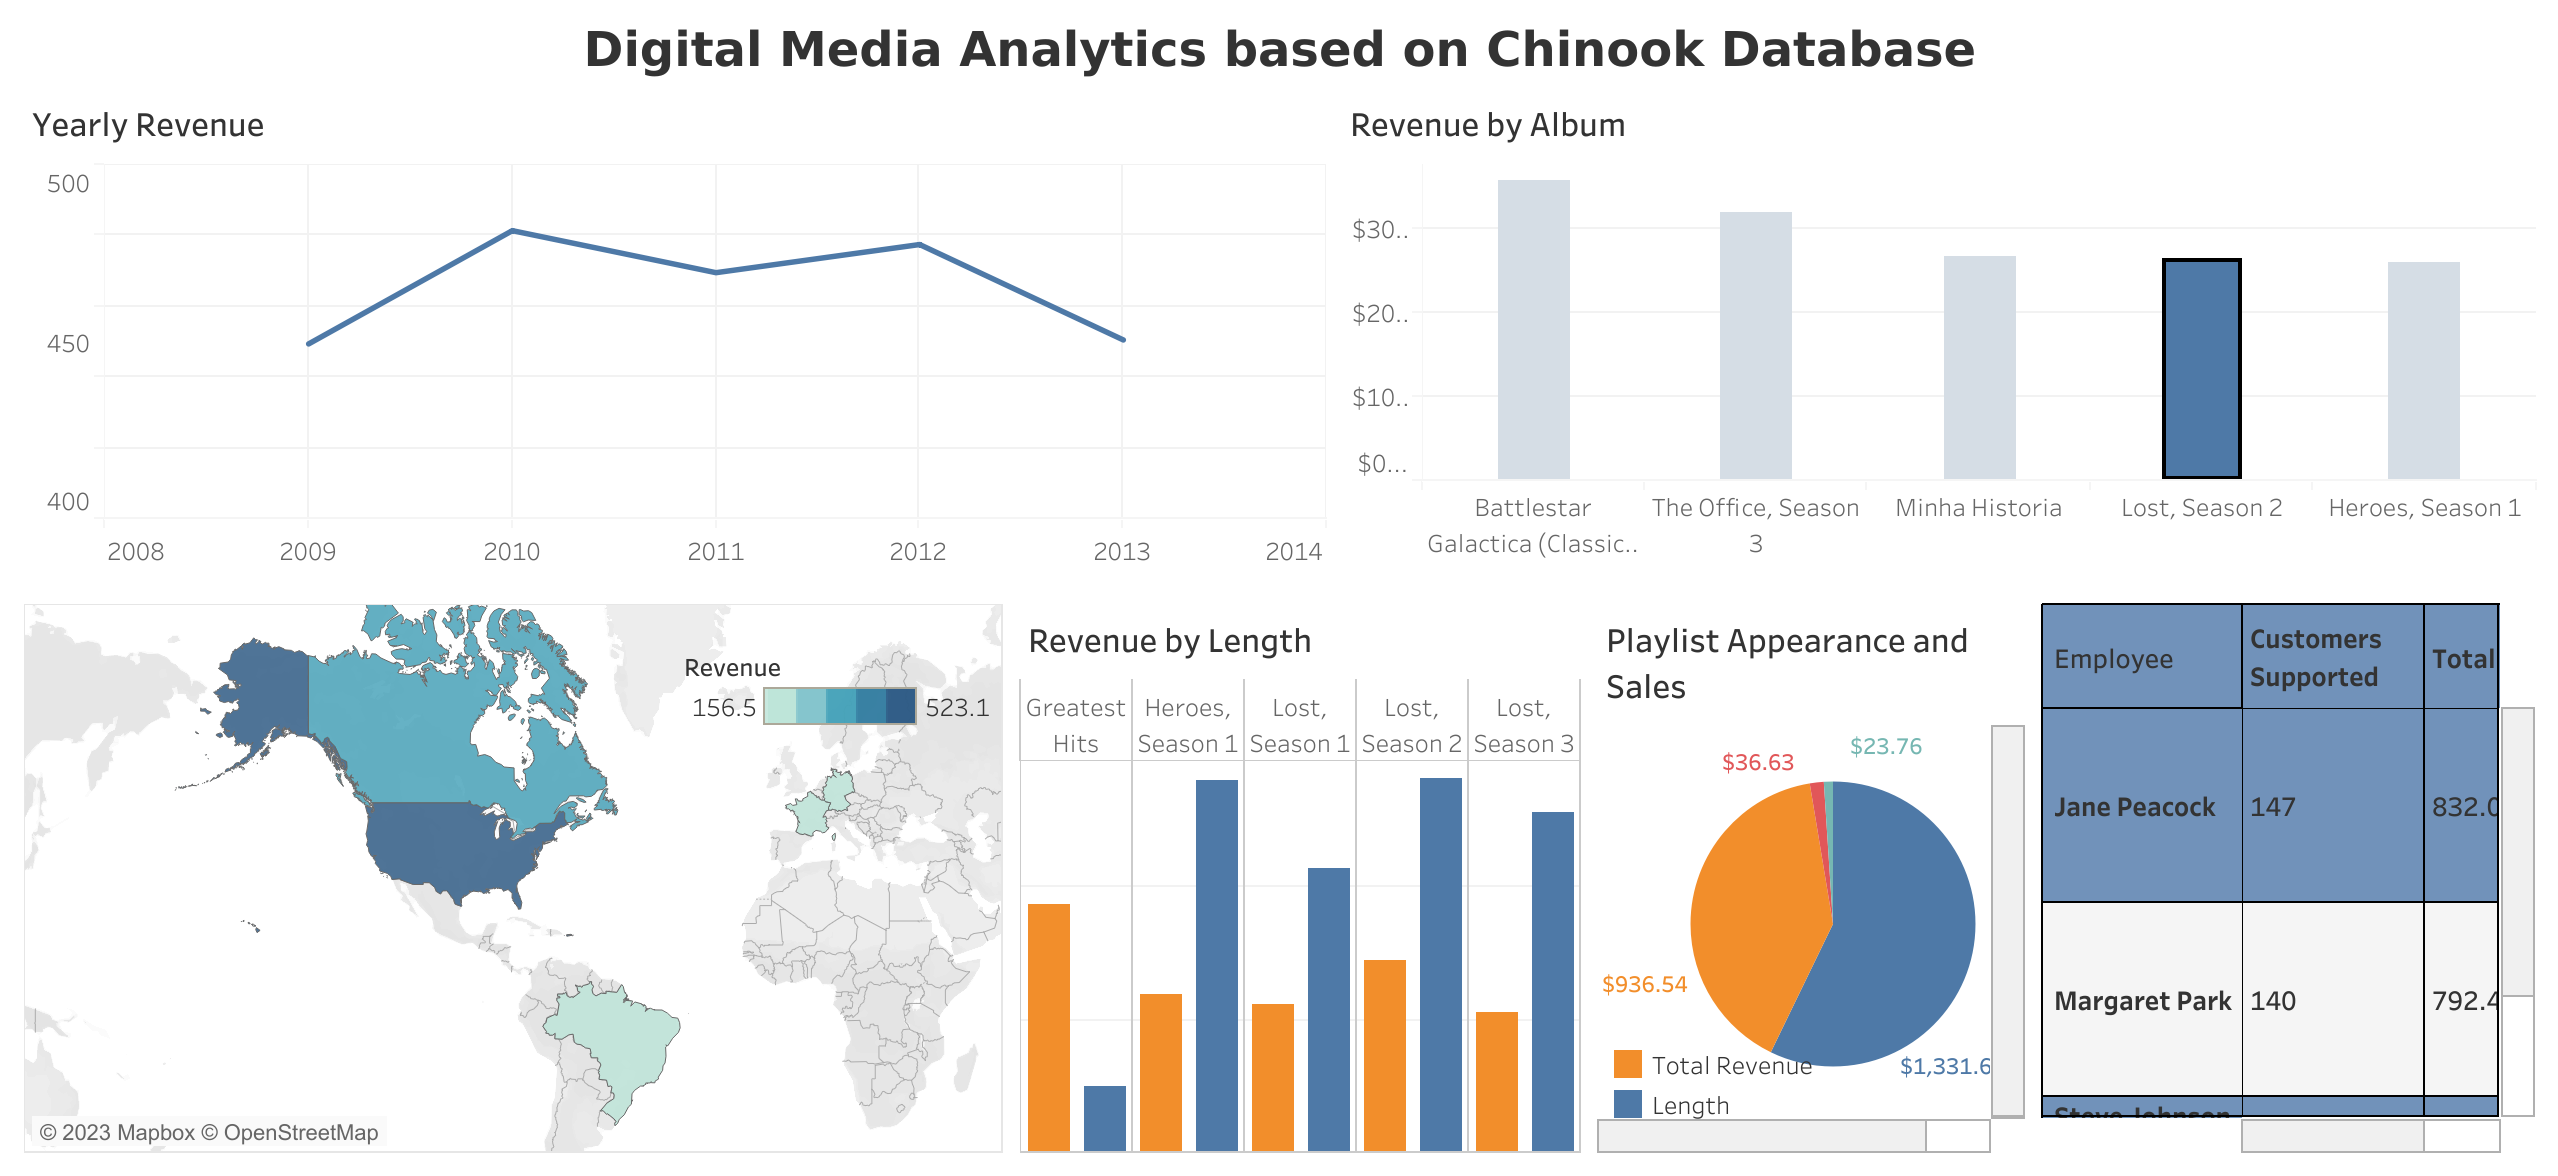 Digital Media Analytics based on Chinook Database
Yearly Revenue
500
450
400
2008 2009 2010 2011 2012 2013 2014
Revenue by Album
$30..
$20..
$10..
$0...
Battlestar
Galactica (Classic..
The Office, Season
3
Minha Historia
Lost, Season 2
Heroes, Season 1
Revenue
156.5 523.1
© 2023 Mapbox © OpenStreetMap
Revenue by Length
Greatest
Hits
Heroes,
Season 1
Lost,
Season 1
Lost,
Season 2
Lost,
Season 3
Playlist Appearance and
Sales
$36.63
$23.76
$936.54
$1,331.6
Total Revenue
Length
Employee
Customers
Supported
Total
Jane Peacock 147 832.0
Margaret Park 140 792.4
Steve Johnson